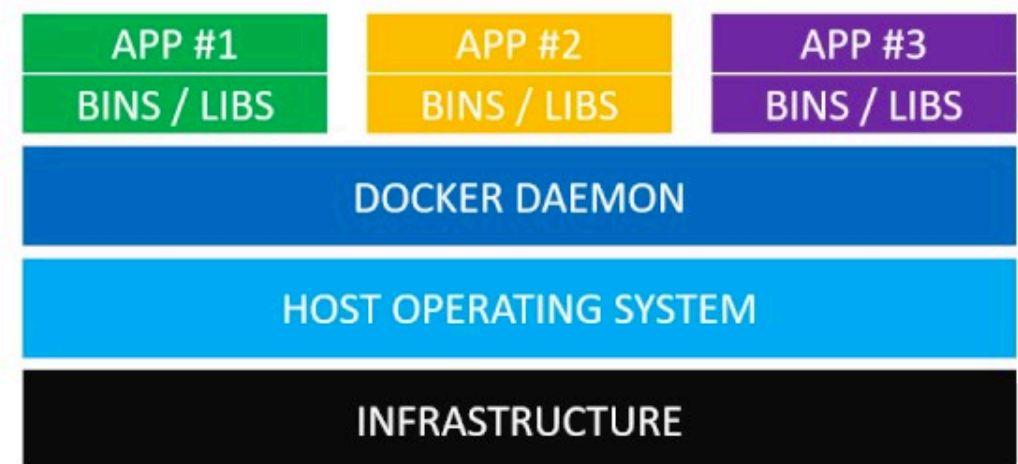 APP #1
APP #2
APP #3
BINS / LIBS
BINS / LIBS
BINS / LIBS
DOCKER DAEMON
HOST OPERATING SYSTEM
INFRASTRUCTURE